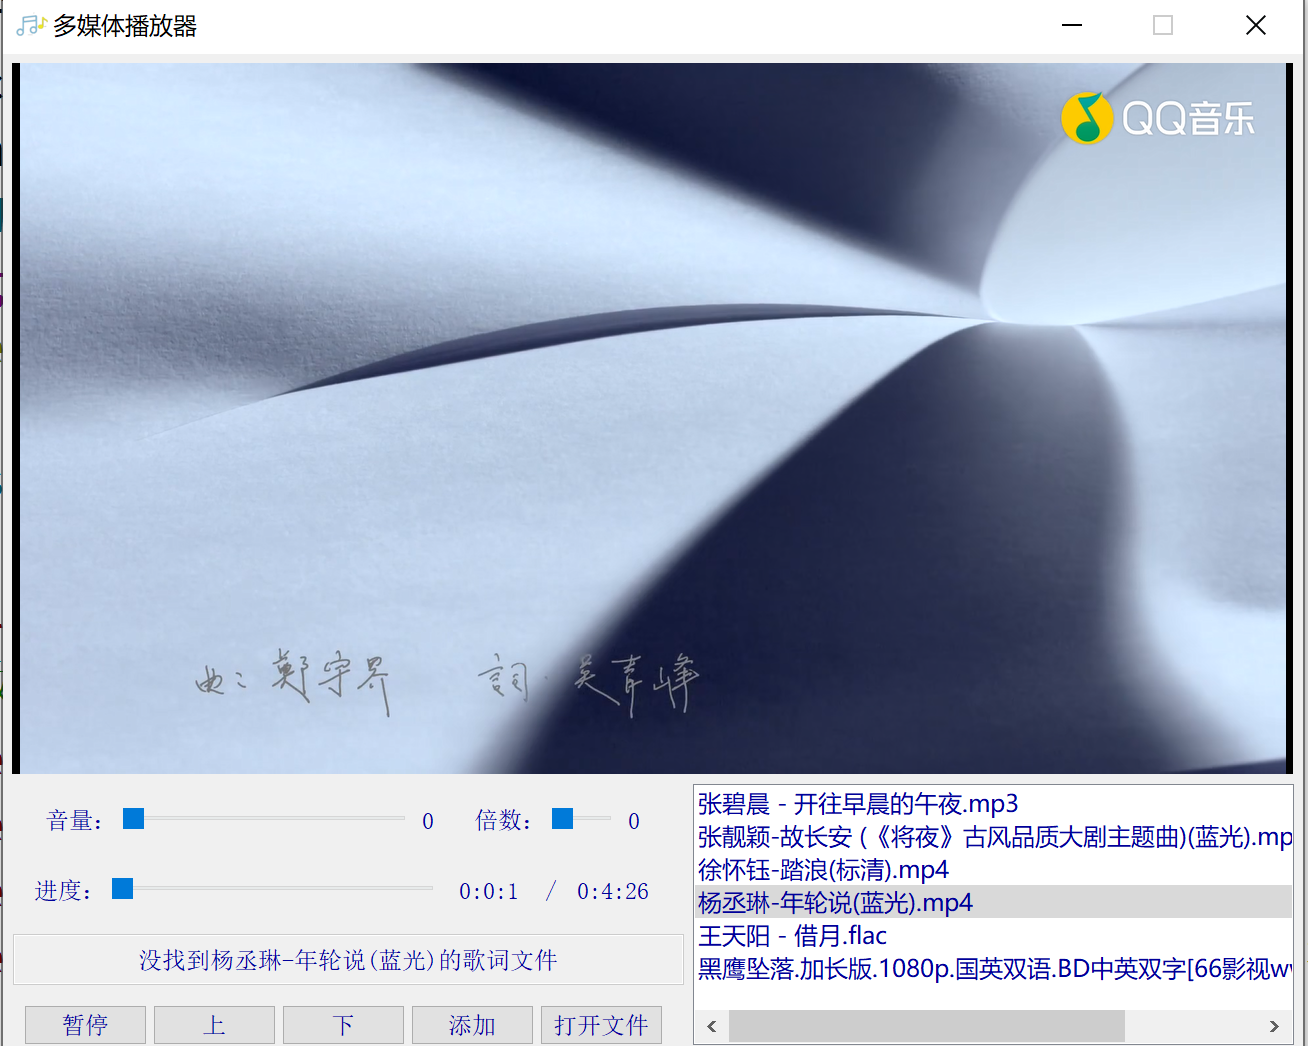 多媒体播放器
QQ音乐
曲：鄭宇界 詞·吴青峰
音量： 0 倍数： 0
进度： 0:0:1 / 0:4:26
没找到杨丞琳-年轮说(蓝光)的歌词文件
暂停 上 下 添加 打开文件
张碧晨 - 开往早晨的午夜.mp3
张靓颖-故长安 (《将夜》古风品质大剧主题曲)(蓝光).mp
徐怀钰-踏浪(标清).mp4
杨丞琳-年轮说(蓝光).mp4
王天阳 - 借月.flac
黑鹰坠落.加长版.1080p.国英双语.BD中英双字[66影视w